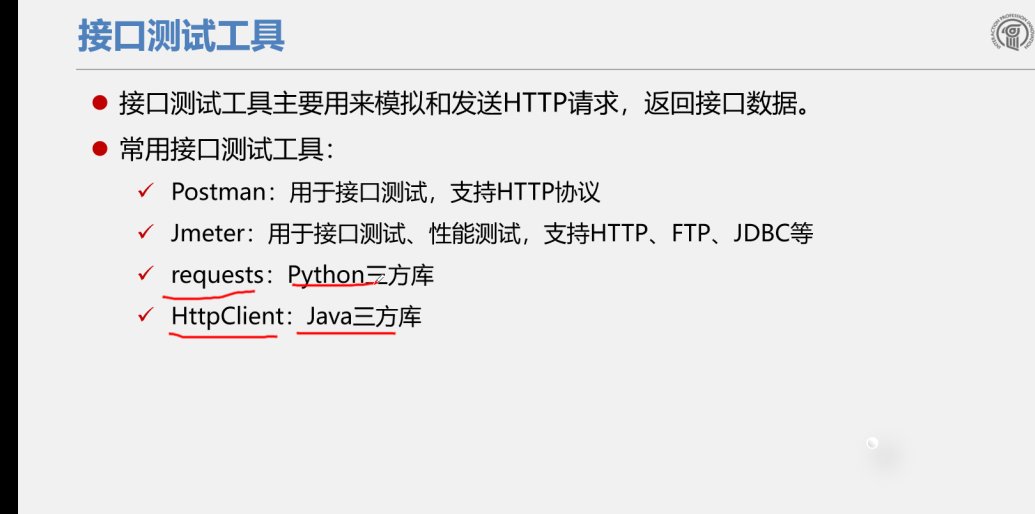 接口测试工具
接口测试工具主要用来模拟和发送HTTP请求，返回接口数据。
常用接口测试工具：
Postman：用于接口测试，支持HTTP协议
Jmeter：用于接口测试、性能测试，支持HTTP、FTP、JDBC等
requests：Python三方库
HttpClient：Java三方库